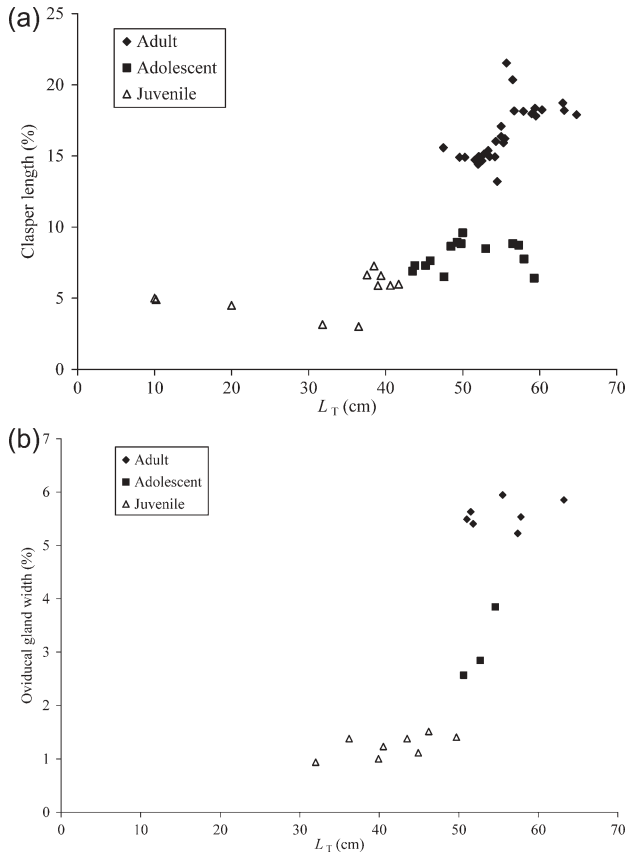 (a)
25
20
15
10
5
0
Clasper length (%)
Adult
Adolescent
Juvenile
0 10 20 30 40 50 60 70
L T (cm)
(b)
7
6
5
4
3
2
1
0
Oviducal gland width (%)
Adult
Adolescent
Juvenile
0 10 20 30 40 50 60 70
L T (cm)